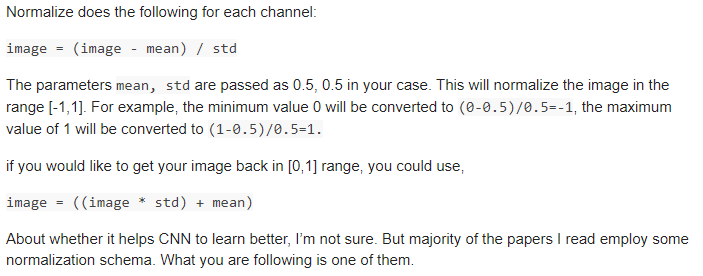 Normalize does the following for each channel:
image = (image - mean) / std
The parameters mean, std are passed as 0.5, 0.5 in your case. This will normalize the image in the
range [-1,1]. For example, the minimum value 0 will be converted to (0-0.5)/0.5=-1, the maximum
value of 1 will be converted to (1-0.5)/0.5=1.
if you would like to get your image back in [0,1] range, you could use,
image = ((image * std) + mean)
About whether it helps CNN to learn better, I'm not sure. But majority of the papers I read employ some
normalization schema. What you are following is one of them.